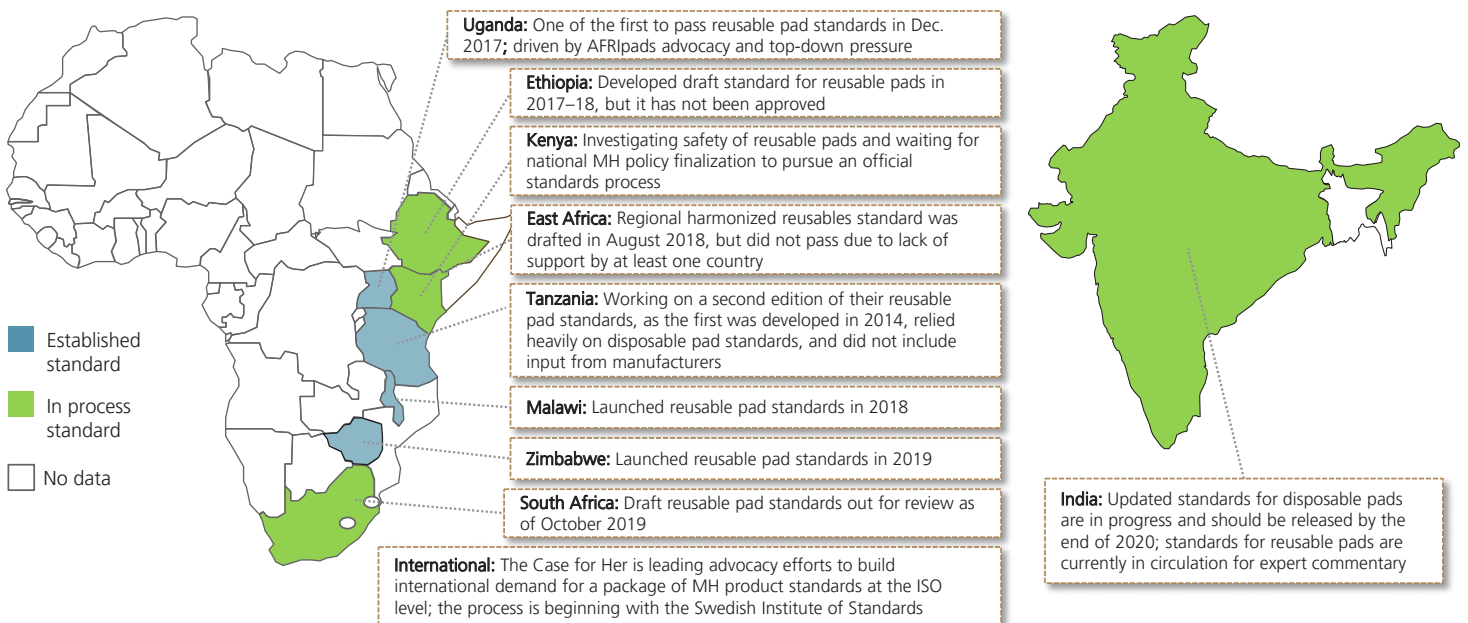 Uganda: One of the first to pass reusable pad standards in Dec.
2017; driven by AFRIpads advocacy and top-down pressure
Ethiopia: Developed draft standard for reusable pads in
2017–18, but it has not been approved
Kenya: Investigating safety of reusable pads and waiting for
national MH policy finalization to pursue an official
standards process
East Africa: Regional harmonized reusables standard was
drafted in August 2018, but did not pass due to lack of
support by at least one country
Tanzania: Working on a second edition of their reusable
pad standards, as the first was developed in 2014, relied
heavily on disposable pad standards, and did not include
input from manufacturers
Malawi: Launched reusable pad standards in 2018
Zimbabwe: Launched reusable pad standards in 2019
South Africa: Draft reusable pad standards out for review as
of October 2019
International: The Case for Her is leading advocacy efforts to build
international demand for a package of MH product standards at the ISO
level; the process is beginning with the Swedish Institute of Standards
Established
standard
In process
standard
No data
India: Updated standards for disposable pads
are in progress and should be released by the
end of 2020; standards for reusable pads are
currently in circulation for expert commentary